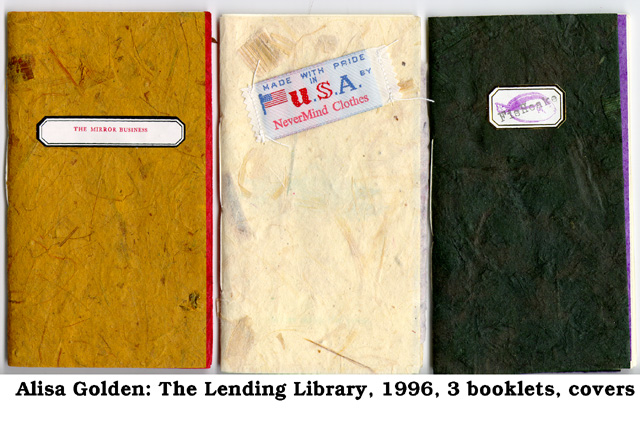 THE MIRROR BUSINESS
MADE WITH PRIDE
IN
U.S.A. BY
NeverMind Clothes
Alisa Golden: The Lending Library, 1996, 3 booklets, covers